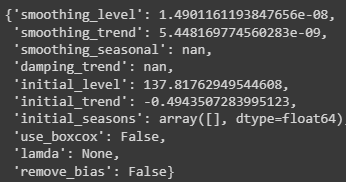 {'smoothing_level': 1.4901161193847656e-08,
'smoothing_trend': 5.448169774560283e-09,
'smoothing_seasonal': nan,
'damping_trend': nan,
'initial_level': 137.81762949544608,
'initial_trend': -0.4943507283995123,
'initial_seasons': array([], dtype=float64),
'use_boxcox': False,
'lamda': None,
'remove_bias': False}